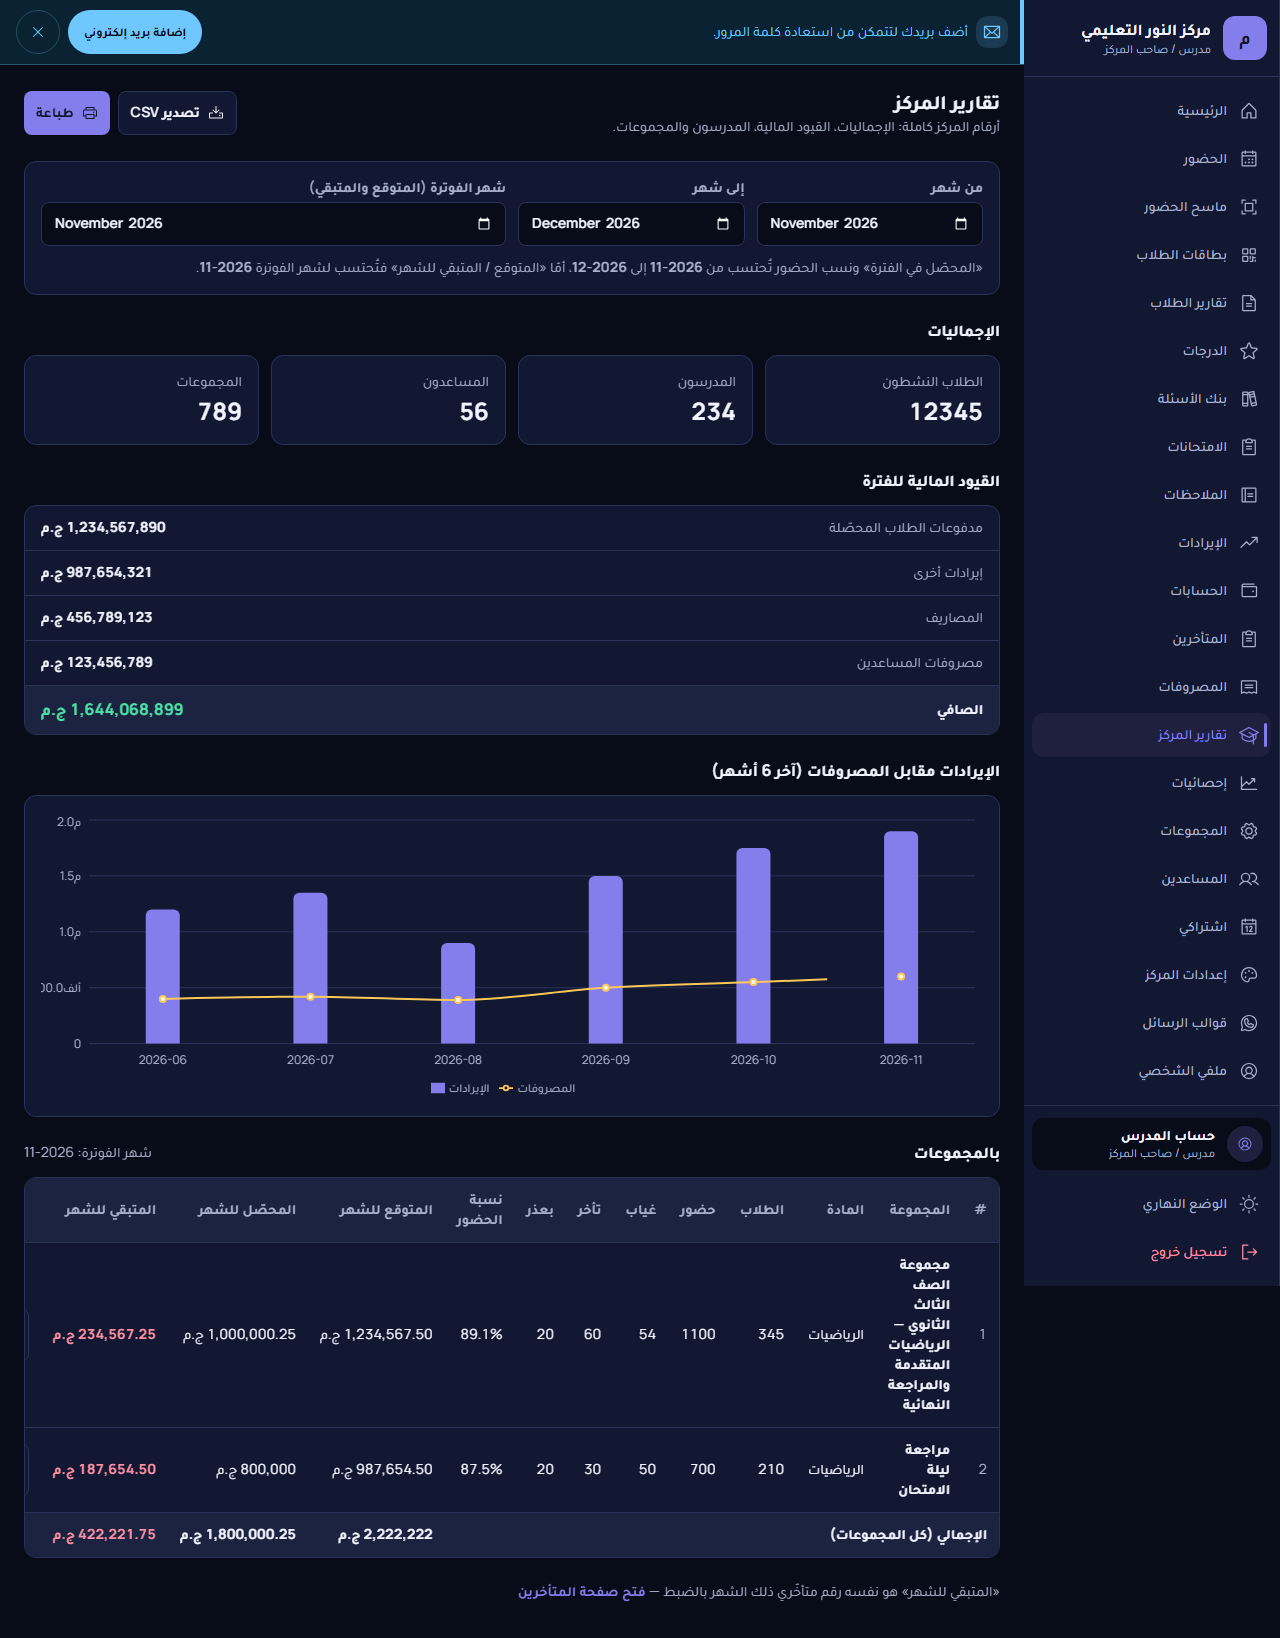 م
مركز النور التعليمي
مدرس / صاحب المركز
الرئيسية
الحضور
ماسح الحضور
بطاقات الطلاب
تقارير الطلاب
الدرجات
بنك الأسئلة
الامتحانات
الملاحظات
الإيرادات
الحسابات
المتأخرين
المصروفات
تقارير المركز
إحصائيات
المجموعات
المساعدين
اشتراكي
إعدادات المركز
قوالب الرسائل
ملفي الشخصي
حساب المدرس
مدرس / صاحب المركز
الوضع النهاري
تسجيل خروج
أضف بريدك لتتمكن من استعادة كلمة المرور.
إضافة بريد إلكتروني
تقارير المركز
أرقام المركز كاملة: الإجماليات، القيود المالية، المدرسون والمجموعات.
تصدير CSV
طباعة
من شهر
إلى شهر
شهر الفوترة (المتوقع والمتبقي)
November 2026
December 2026
November 2026
«المحصّل في الفترة» ونسب الحضور تُحتسب من 2026-11 إلى 2026-12، أمّا «المتوقع / المتبقي للشهر» فتُحتسب لشهر الفوترة 2026-11.
الإجماليات
الطلاب النشطون
12345
المدرسون
234
المساعدون
56
المجموعات
789
القيود المالية للفترة
مدفوعات الطلاب المحصّلة 1,234,567,890 ج.م
إيرادات أخرى 987,654,321 ج.م
المصاريف 456,789,123 ج.م
مصروفات المساعدين 123,456,789 ج.م
الصافي 1,644,068,899 ج.م
الإيرادات مقابل المصروفات (آخر 6 أشهر)
2.0م
1.5م
1.0م
00.0ألف
0
2026-06 2026-07 2026-08 2026-09 2026-10 2026-11
الإيرادات المصروفات
بالمجموعات
شهر الفوترة: 2026-11
# المجموعة المادة الطلاب حضور غياب تأخر بعذر نسبة الحضور المتوقع للشهر المحصّل للشهر المتبقي للشهر
1 مجموعة الصف الثالث الثانوي — الرياضيات المتقدمة والمراجعة النهائية الرياضيات 345 1100 54 60 20 89.1% 1,234,567.50 ج.م 1,000,000.25 ج.م 234,567.25 ج.م
2 مراجعة ليلة الامتحان الرياضيات 210 700 50 30 20 87.5% 987,654.50 ج.م 800,000 ج.م 187,654.50 ج.م
الإجمالي (كل المجموعات) 2,222,222 ج.م 1,800,000.25 ج.م 422,221.75 ج.م
«المتبقي للشهر» هو نفسه رقم متأخّري ذلك الشهر بالضبط — فتح صفحة المتأخرين